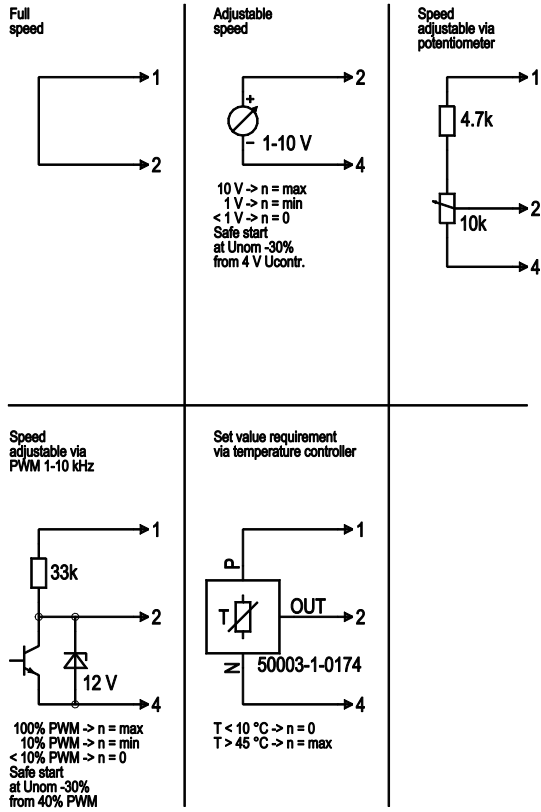 Full
speed
1
2
Adjustable
speed
2
+
1-10 V
−
4
10 V -> n = max
1 V -> n = min
< 1 V -> n = 0
Safe start
at Unom -30%
from 4 V Ucontr.
Speed
adjustable via
potentiometer
1
4.7k
2
10k
4
Speed
adjustable via
PWM 1-10 kHz
1
33k
2
12 V
4
100% PWM -> n = max
10% PWM -> n = min
< 10% PWM -> n = 0
Safe start
at Unom -30%
from 40% PWM
Set value requirement
via temperature controller
1
P
T
OUT
2
N
50003-1-0174
4
T < 10 °C -> n = 0
T > 45 °C -> n = max